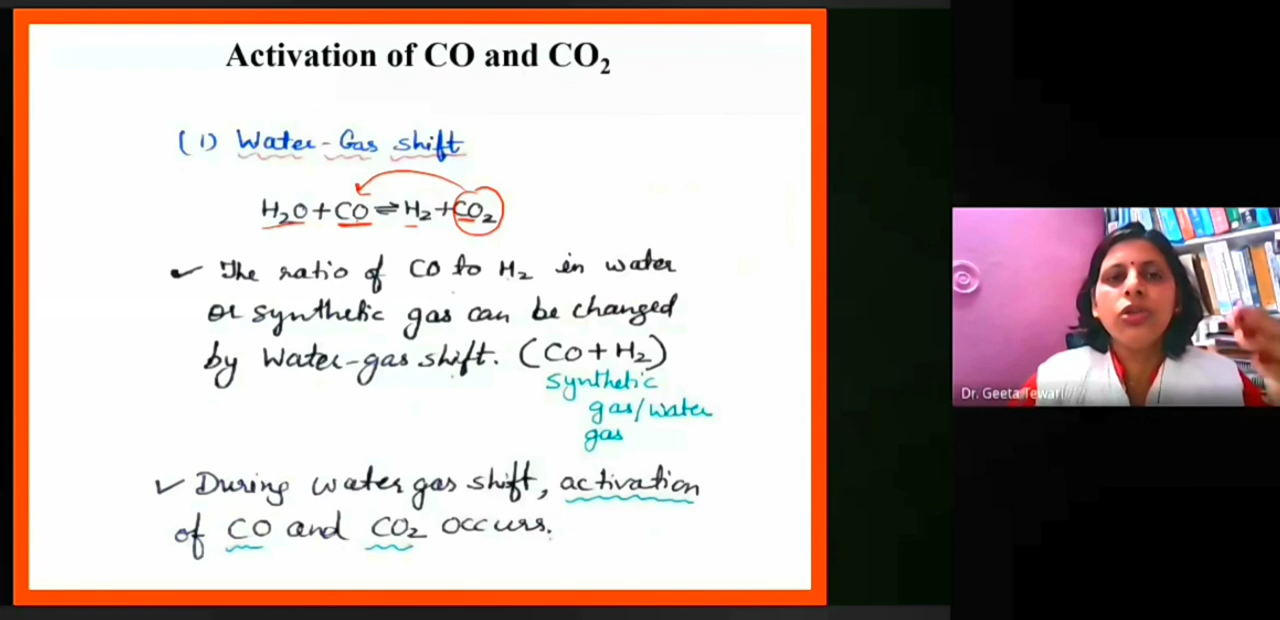 Activation of CO and CO₂
(1) Water-Gas shift
H₂O + CO ⇌ H₂ + CO₂
✓ The ratio of CO to H₂ in water
or synthetic gas can be changed
by Water-gas shift. (CO+H₂)
synthetic
gas/water
gas
✓ During water gas shift, activation
of CO and CO₂ occurs.
Dr. Geeta Tewari